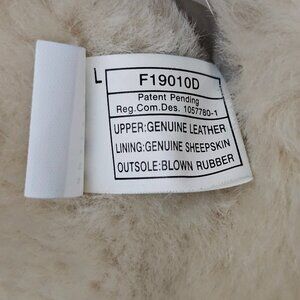 L
F19010D
Patent Pending
Reg.Com.Des. 1057780-1
UPPER:GENUINE LEATHER
LINING:GENUINE SHEEPSKIN
OUTSOLE:BLOWN RUBBER